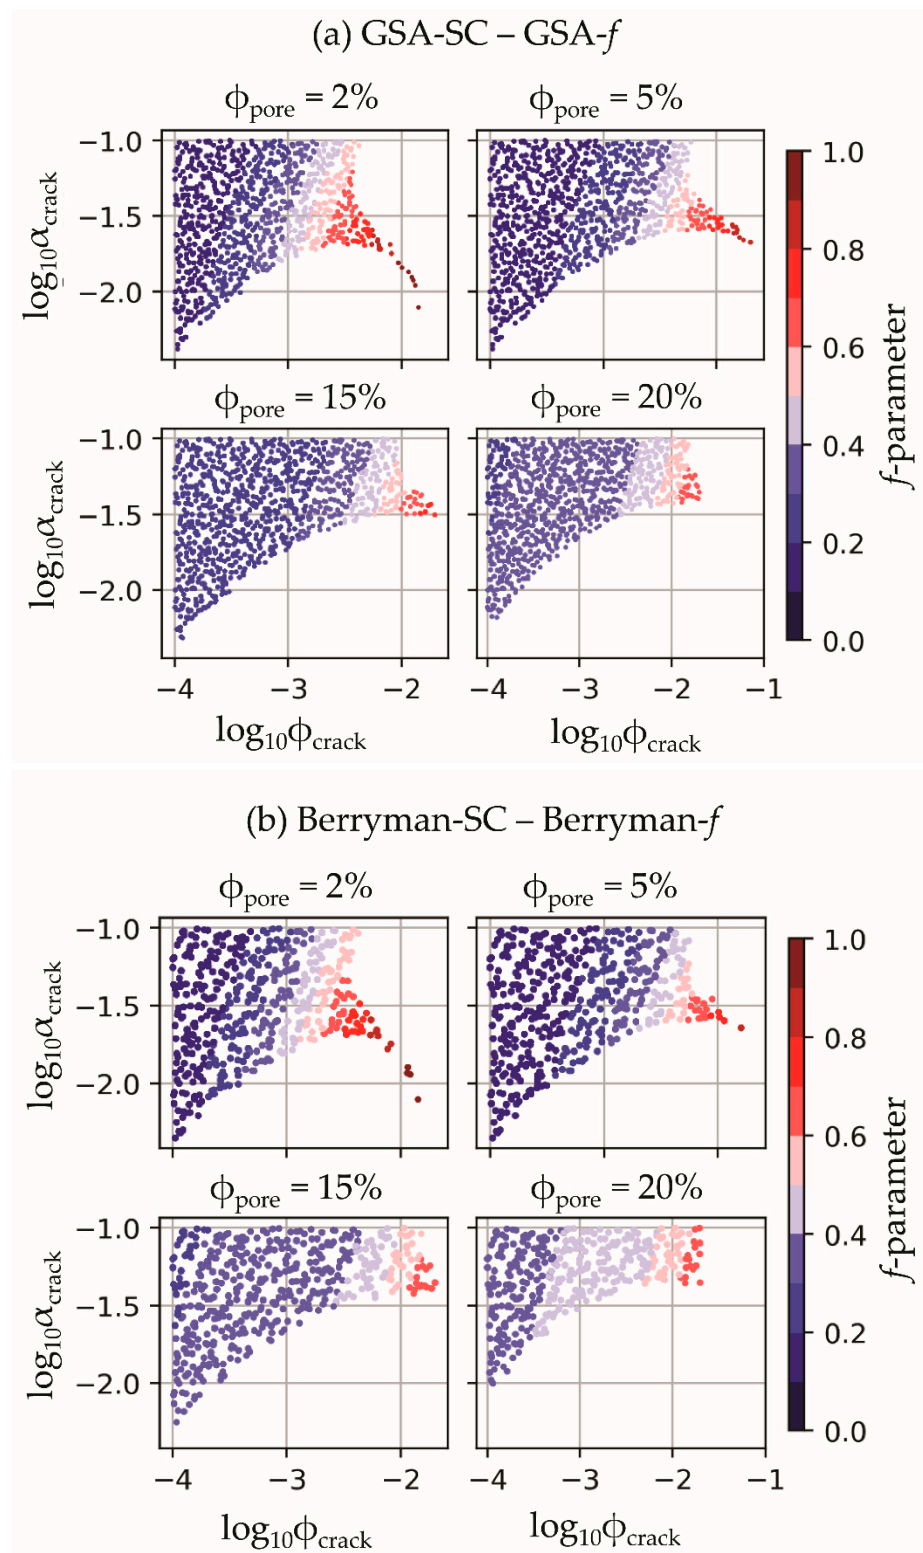 (a) GSA-SC – GSA-f
ϕpore = 2%
ϕpore = 5%
−1.0
−1.5
−2.0
log10αcrack
1.0
0.8
0.6
0.4
0.2
0.0
f-parameter
ϕpore = 15%
ϕpore = 20%
−1.0
−1.5
−2.0
log10αcrack
−4
−3
−2
−4
−3
−2
−1
log10ϕcrack
log10ϕcrack
(b) Berryman-SC – Berryman-f
ϕpore = 2%
ϕpore = 5%
−1.0
−1.5
−2.0
log10αcrack
1.0
0.8
0.6
0.4
0.2
0.0
f-parameter
ϕpore = 15%
ϕpore = 20%
−1.0
−1.5
−2.0
log10αcrack
−4
−3
−2
−4
−3
−2
−1
log10ϕcrack
log10ϕcrack